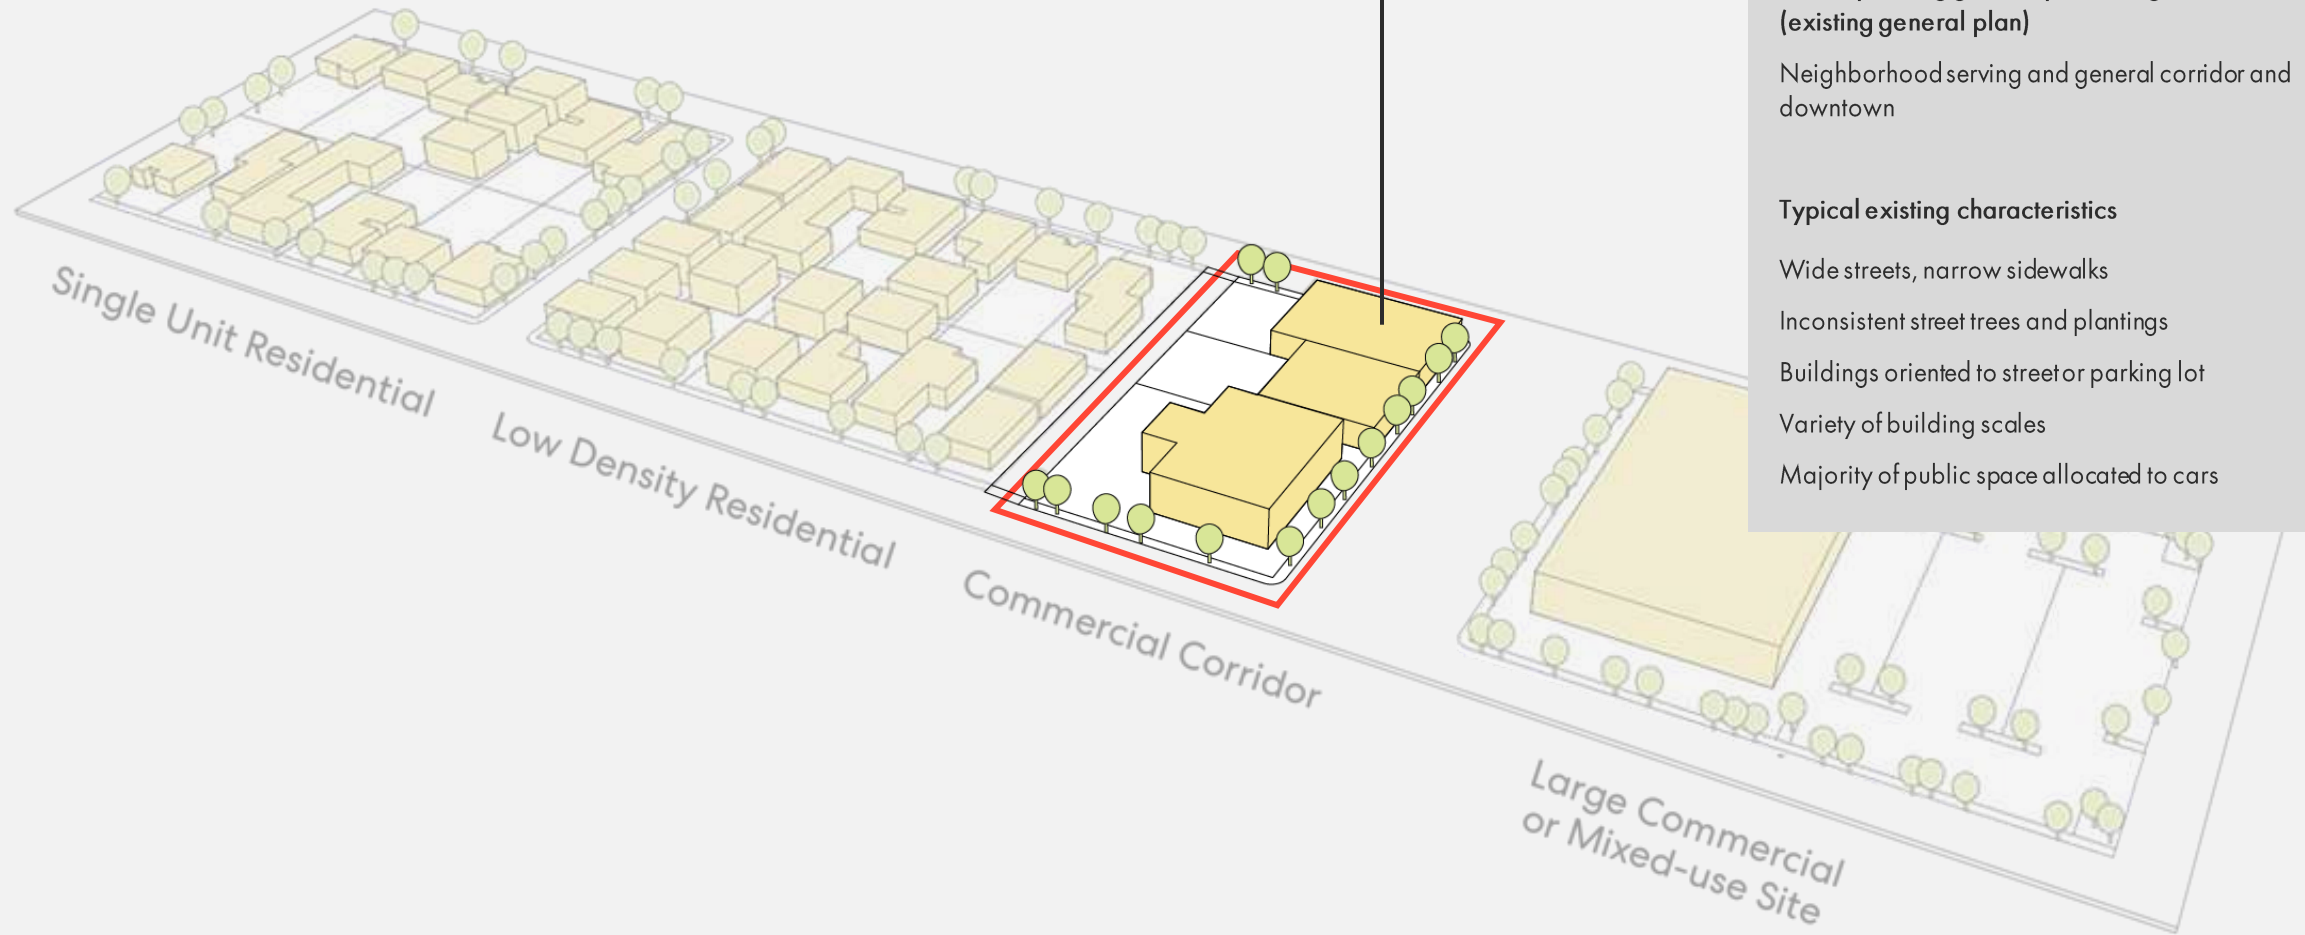 (existing general plan)
Neighborhood serving and general corridor and
downtown
Typical existing characteristics
Wide streets, narrow sidewalks
Inconsistent street trees and plantings
Buildings oriented to street or parking lot
Variety of building scales
Majority of public space allocated to cars
Single Unit Residential
Low Density Residential
Commercial Corridor
Large Commercial
or Mixed-use Site